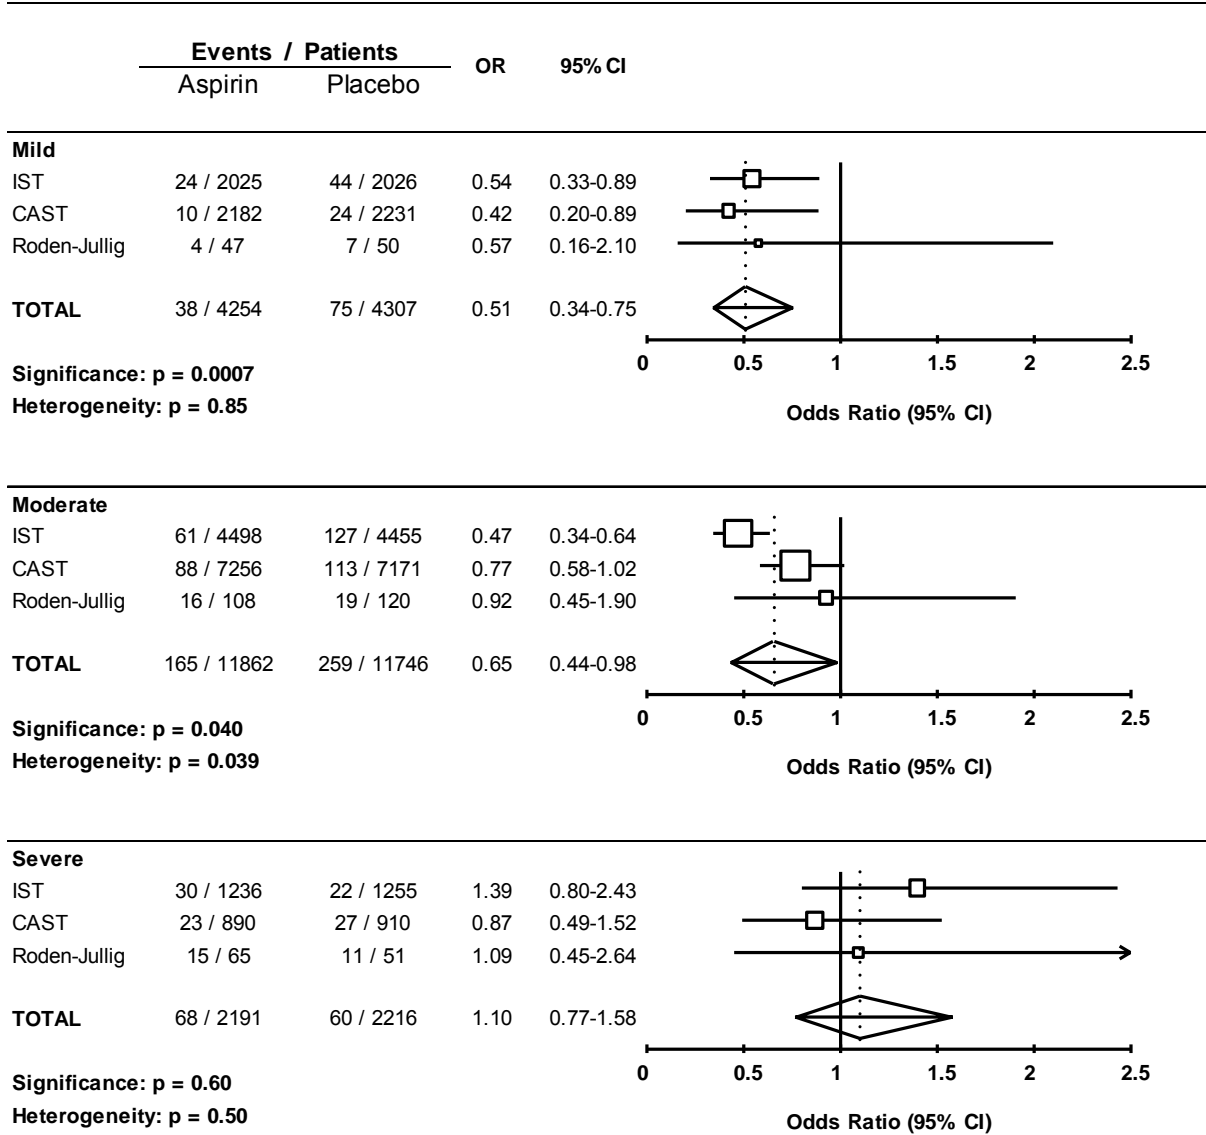 Events / Patients OR 95% CI
Aspirin Placebo
Mild
IST 24 / 2025 44 / 2026 0.54 0.33-0.89
CAST 10 / 2182 24 / 2231 0.42 0.20-0.89
Roden-Jullig 4 / 47 7 / 50 0.57 0.16-2.10
TOTAL 38 / 4254 75 / 4307 0.51 0.34-0.75
0 0.5 1 1.5 2 2.5
Significance: p = 0.0007
Heterogeneity: p = 0.85
Odds Ratio (95% CI)
Moderate
IST 61 / 4498 127 / 4455 0.47 0.34-0.64
CAST 88 / 7256 113 / 7171 0.77 0.58-1.02
Roden-Jullig 16 / 108 19 / 120 0.92 0.45-1.90
TOTAL 165 / 11862 259 / 11746 0.65 0.44-0.98
0 0.5 1 1.5 2 2.5
Significance: p = 0.040
Heterogeneity: p = 0.039
Odds Ratio (95% CI)
Severe
IST 30 / 1236 22 / 1255 1.39 0.80-2.43
CAST 23 / 890 27 / 910 0.87 0.49-1.52
Roden-Jullig 15 / 65 11 / 51 1.09 0.45-2.64
TOTAL 68 / 2191 60 / 2216 1.10 0.77-1.58
0 0.5 1 1.5 2 2.5
Significance: p = 0.60
Heterogeneity: p = 0.50
Odds Ratio (95% CI)